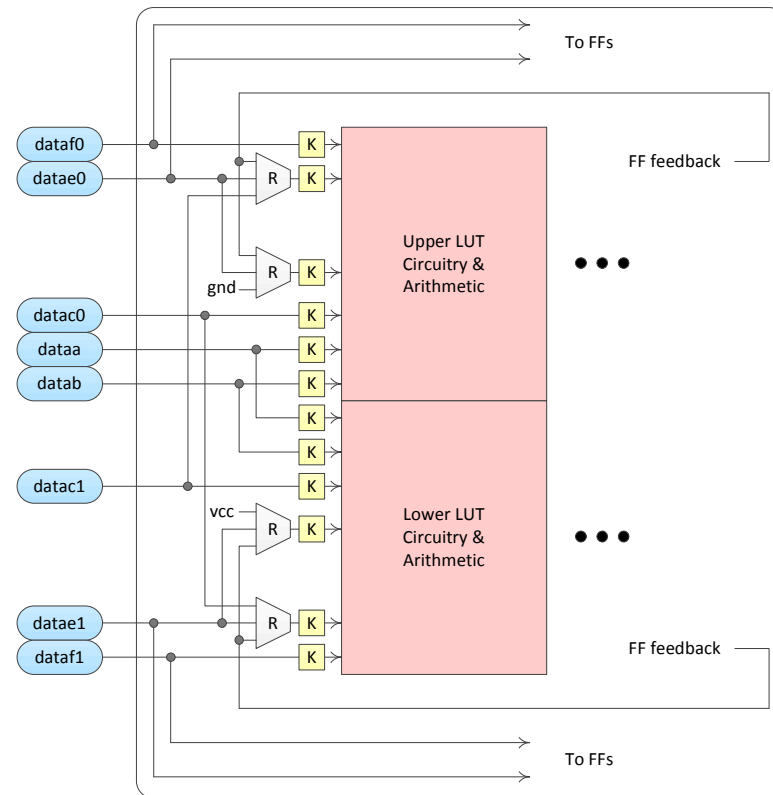 To FFs
dataf0
K
datae0
R
K
FF feedback
Upper LUT
Circuitry &
Arithmetic
R
K
gnd
datac0
K
dataa
K
datab
K
K
K
datac1
K
vcc
R
K
Lower LUT
Circuitry &
Arithmetic
datae1
R
K
dataf1
K
FF feedback
To FFs